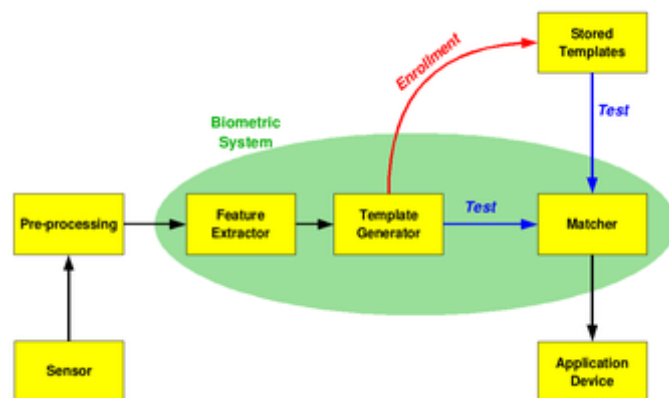 Stored
Templates
Enrollment
Test
Biometric
System
Pre-processing
Feature
Extractor
Template
Generator
Test
Matcher
Sensor
Application
Device